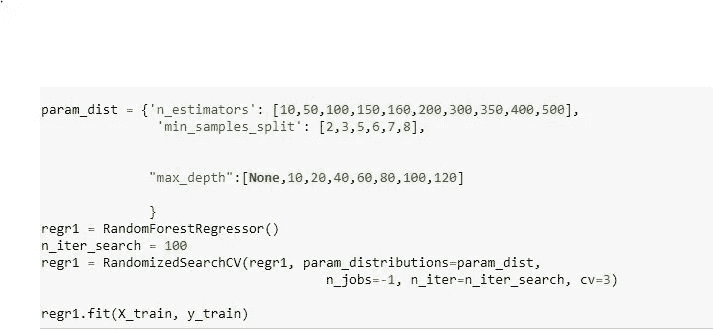 param_dist = {'n_estimators': [10,50,100,150,160,200,300,350,400,500],
'min_samples_split': [2,3,5,6,7,8],
"max_depth":[None,10,20,40,60,80,100,120]
}
regr1 = RandomForestRegressor()
n_iter_search = 100
regr1 = RandomizedSearchCV(regr1, param_distributions=param_dist,
n_jobs=-1, n_iter=n_iter_search, cv=3)
regr1.fit(X_train, y_train)